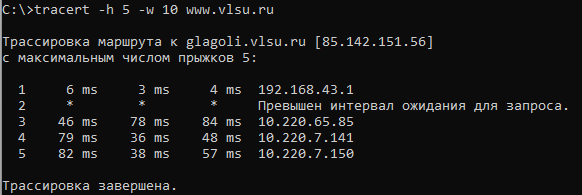 C:\>tracert -h 5 -w 10 www.vlsu.ru
Трассировка маршрута к glagoli.vlsu.ru [85.142.151.56]
с максимальным числом прыжков 5:
1 6 ms 3 ms 4 ms 192.168.43.1
2 * * * Превышен интервал ожидания для запроса.
3 46 ms 78 ms 84 ms 10.220.65.85
4 79 ms 36 ms 48 ms 10.220.7.141
5 82 ms 38 ms 57 ms 10.220.7.150
Трассировка завершена.